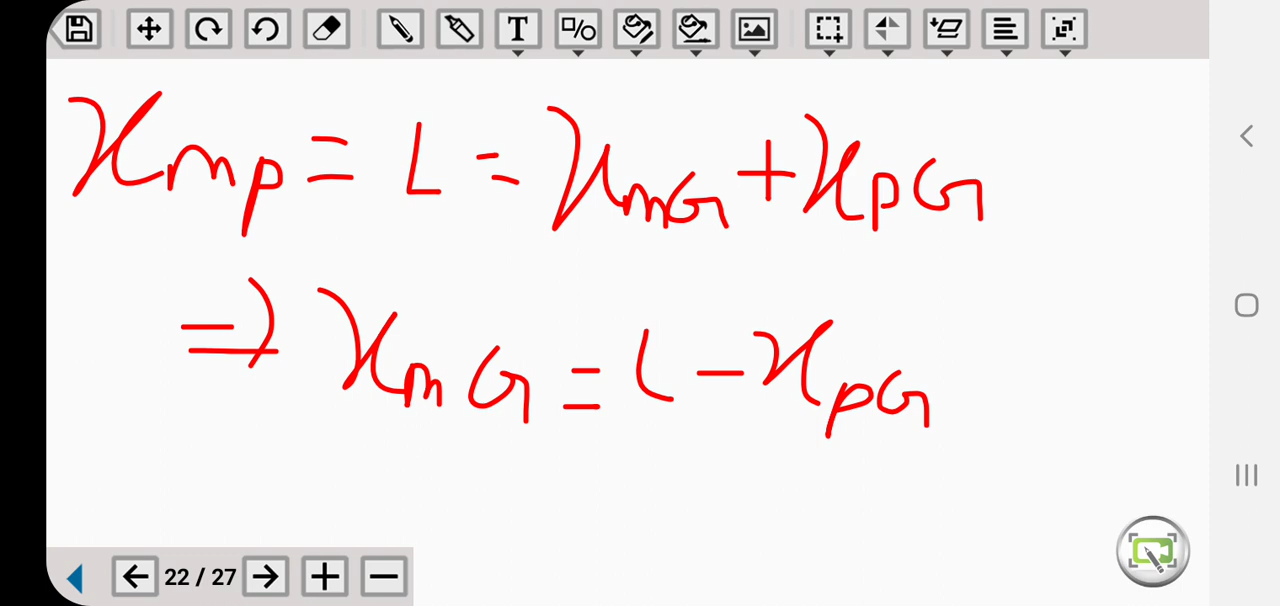 x_mp = L = x_mG + x_pG
⇒ x_mG = L - x_pG
22 / 27